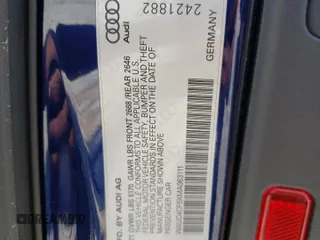 Audi
2421882
GERMANY
MFD. BY AUDI AG
GVWR LBS 5170 GAWR LBS FRONT 2668 / REAR 2646
THIS VEHICLE CONFORMS TO ALL APPLICABLE U.S.
FEDERAL MOTOR VEHICLE SAFETY, BUMPER AND THEFT
PREVENTION STANDARDS IN EFFECT ON THE DATE OF
MANUFACTURE SHOWN ABOVE
PASSENGER CAR